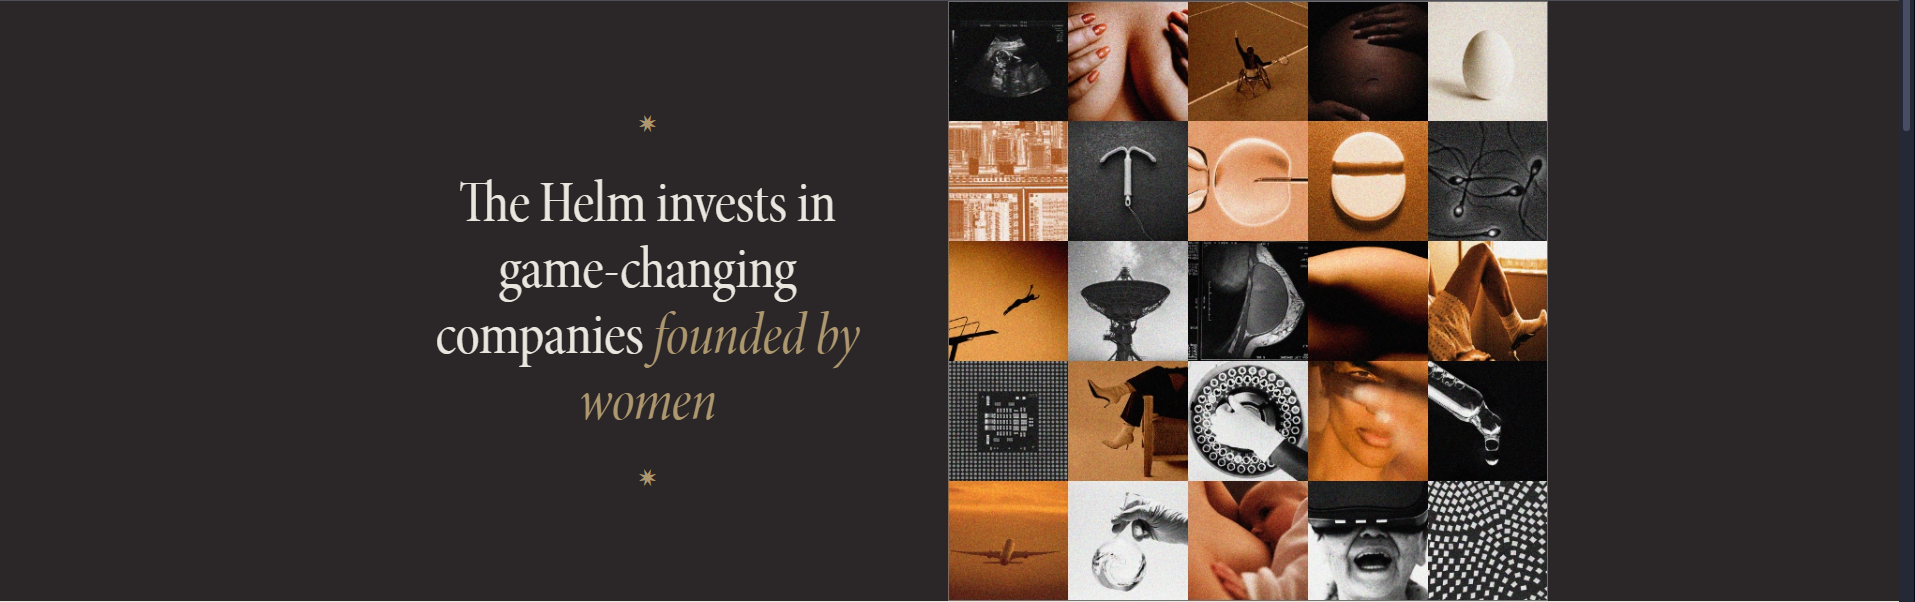 The Helm invests in
game-changing
companies founded by
women